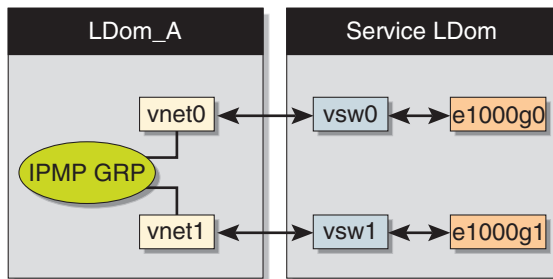 LDom_A
Service LDom
vnet0
vsw0
e1000g0
IPMP GRP
vnet1
vsw1
e1000g1